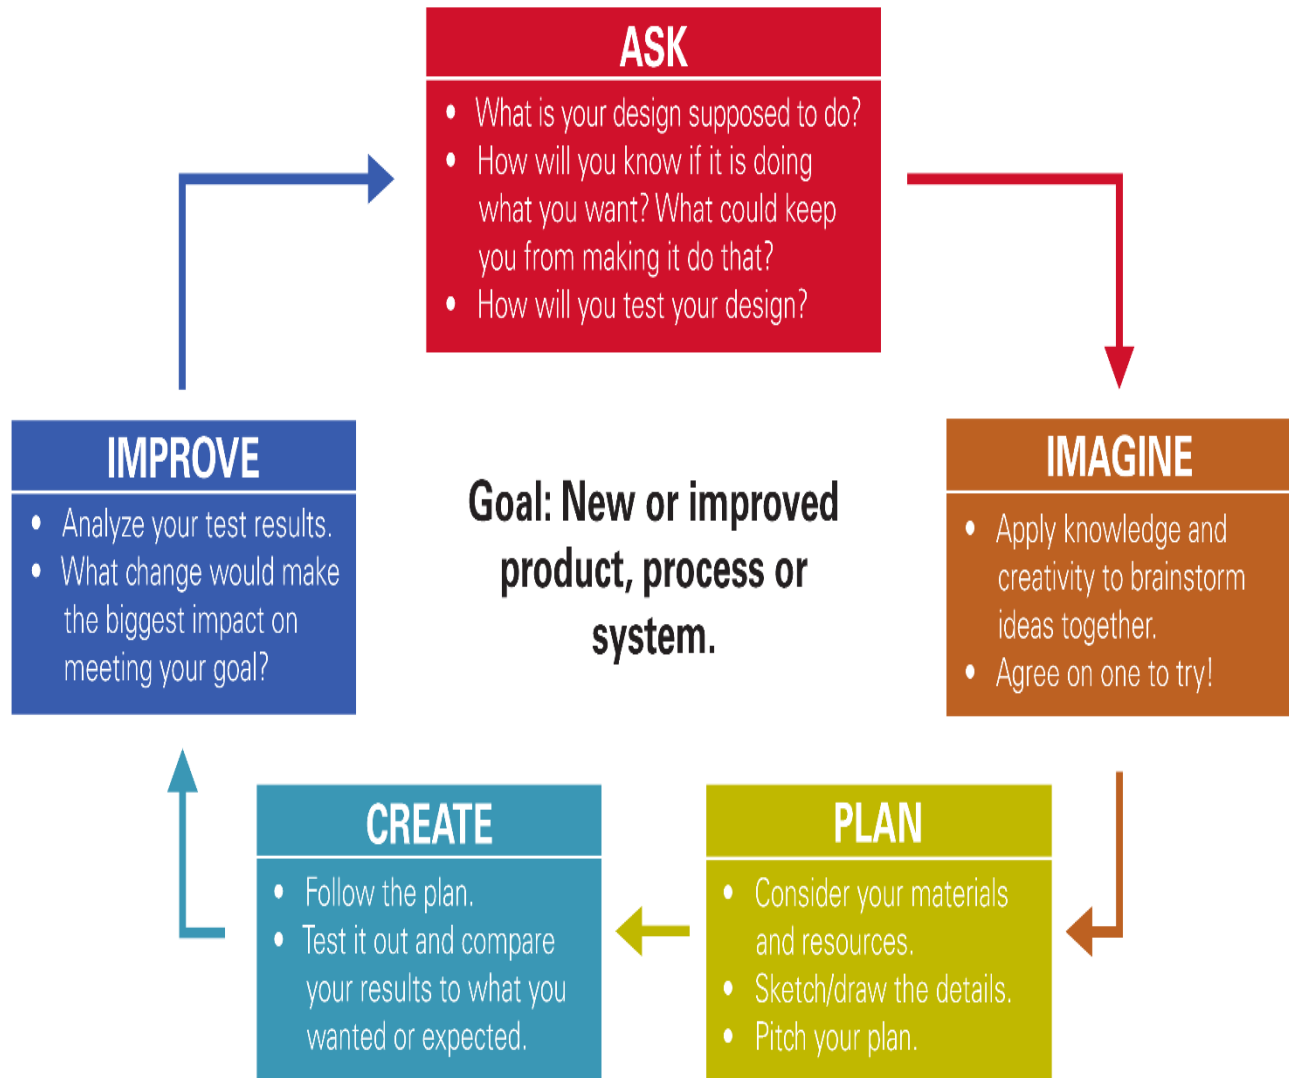 ASK
• What is your design supposed to do?
• How will you know if it is doing
what you want? What could keep
you from making it do that?
• How will you test your design?
IMAGINE
• Apply knowledge and
creativity to brainstorm
ideas together.
• Agree on one to try!
PLAN
• Consider your materials
and resources.
• Sketch/draw the details.
• Pitch your plan.
CREATE
• Follow the plan.
• Test it out and compare
your results to what you
wanted or expected.
IMPROVE
• Analyze your test results.
• What change would make
the biggest impact on
meeting your goal?
Goal: New or improved
product, process or
system.